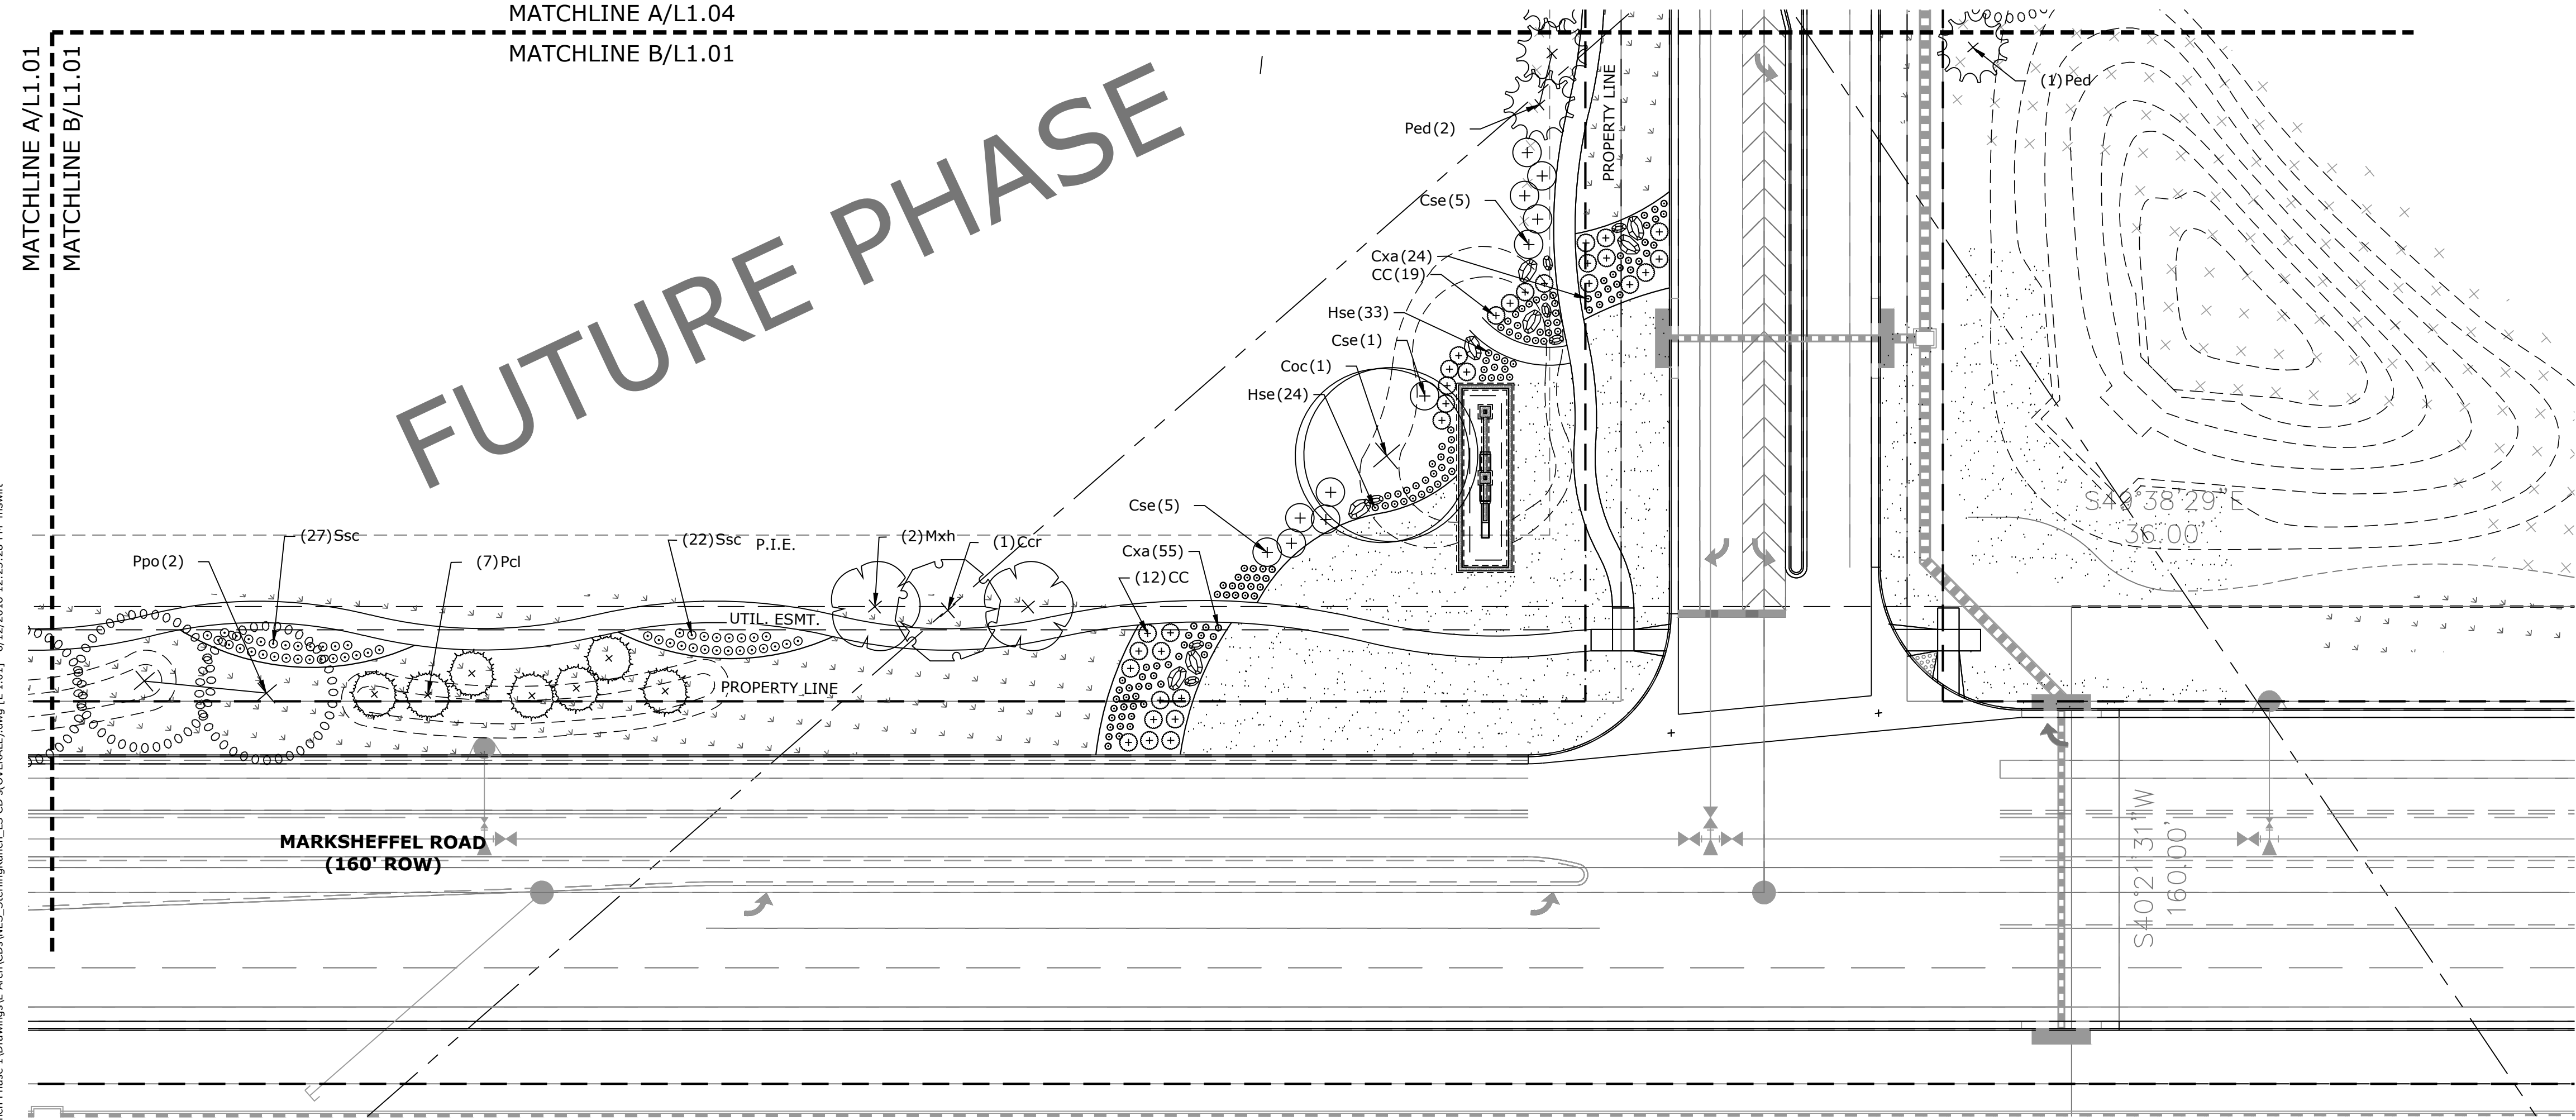 MATCHLINE A/L1.04
MATCHLINE B/L1.01
MATCHLINE A/L1.01
MATCHLINE B/L1.01
FUTURE PHASE
PROPERTY LINE
(1)Ped
Ped(2)
Cse(5)
Cxa(24)
CC(19)
Hse(33)
Cse(1)
Coc(1)
Hse(24)
Cse(5)
Cxa(55)
(12)CC
Ppo(2)
(27)Ssc
(7)Pcl
(22)Ssc
P.I.E.
(2)Mxh
(1)Ccr
UTIL. ESMT.
PROPERTY LINE
S49°38'29"E
36.00'
MARKSHEFFEL ROAD
(160' ROW)
S40°21'31"W
160.00'